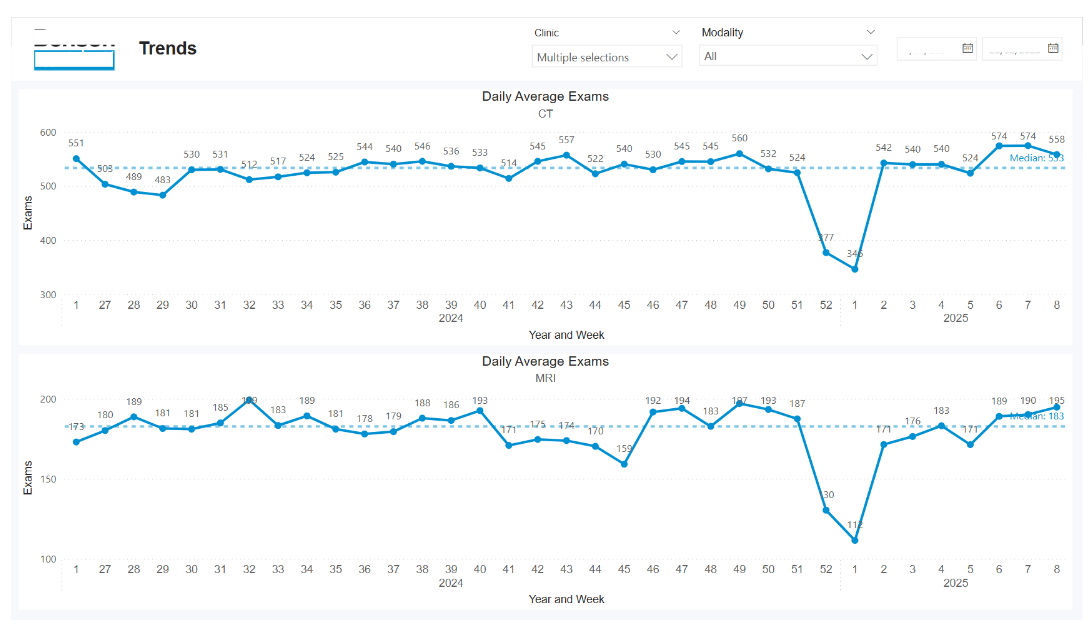 Clinic Modality
Trends
Multiple selections All
Daily Average Exams
CT
600
500
400
300
Exams
551 503 489 483 530 531 512 517 524 525 544 540 546 536 533 514 545 557 522 540 530 545 545 560 532 524 377 346 542 540 540 524 574 574 558
Median: 533
1 27 28 29 30 31 32 33 34 35 36 37 38 39 40 41 42 43 44 45 46 47 48 49 50 51 52 1 2 3 4 5 6 7 8
2024 2025
Year and Week
Daily Average Exams
MRI
200
150
100
Exams
173 180 189 181 181 185 199 183 189 181 178 179 188 186 193 171 175 174 170 159 192 194 183 197 193 187 130 112 171 176 183 171 189 190 195
Median: 183
1 27 28 29 30 31 32 33 34 35 36 37 38 39 40 41 42 43 44 45 46 47 48 49 50 51 52 1 2 3 4 5 6 7 8
2024 2025
Year and Week